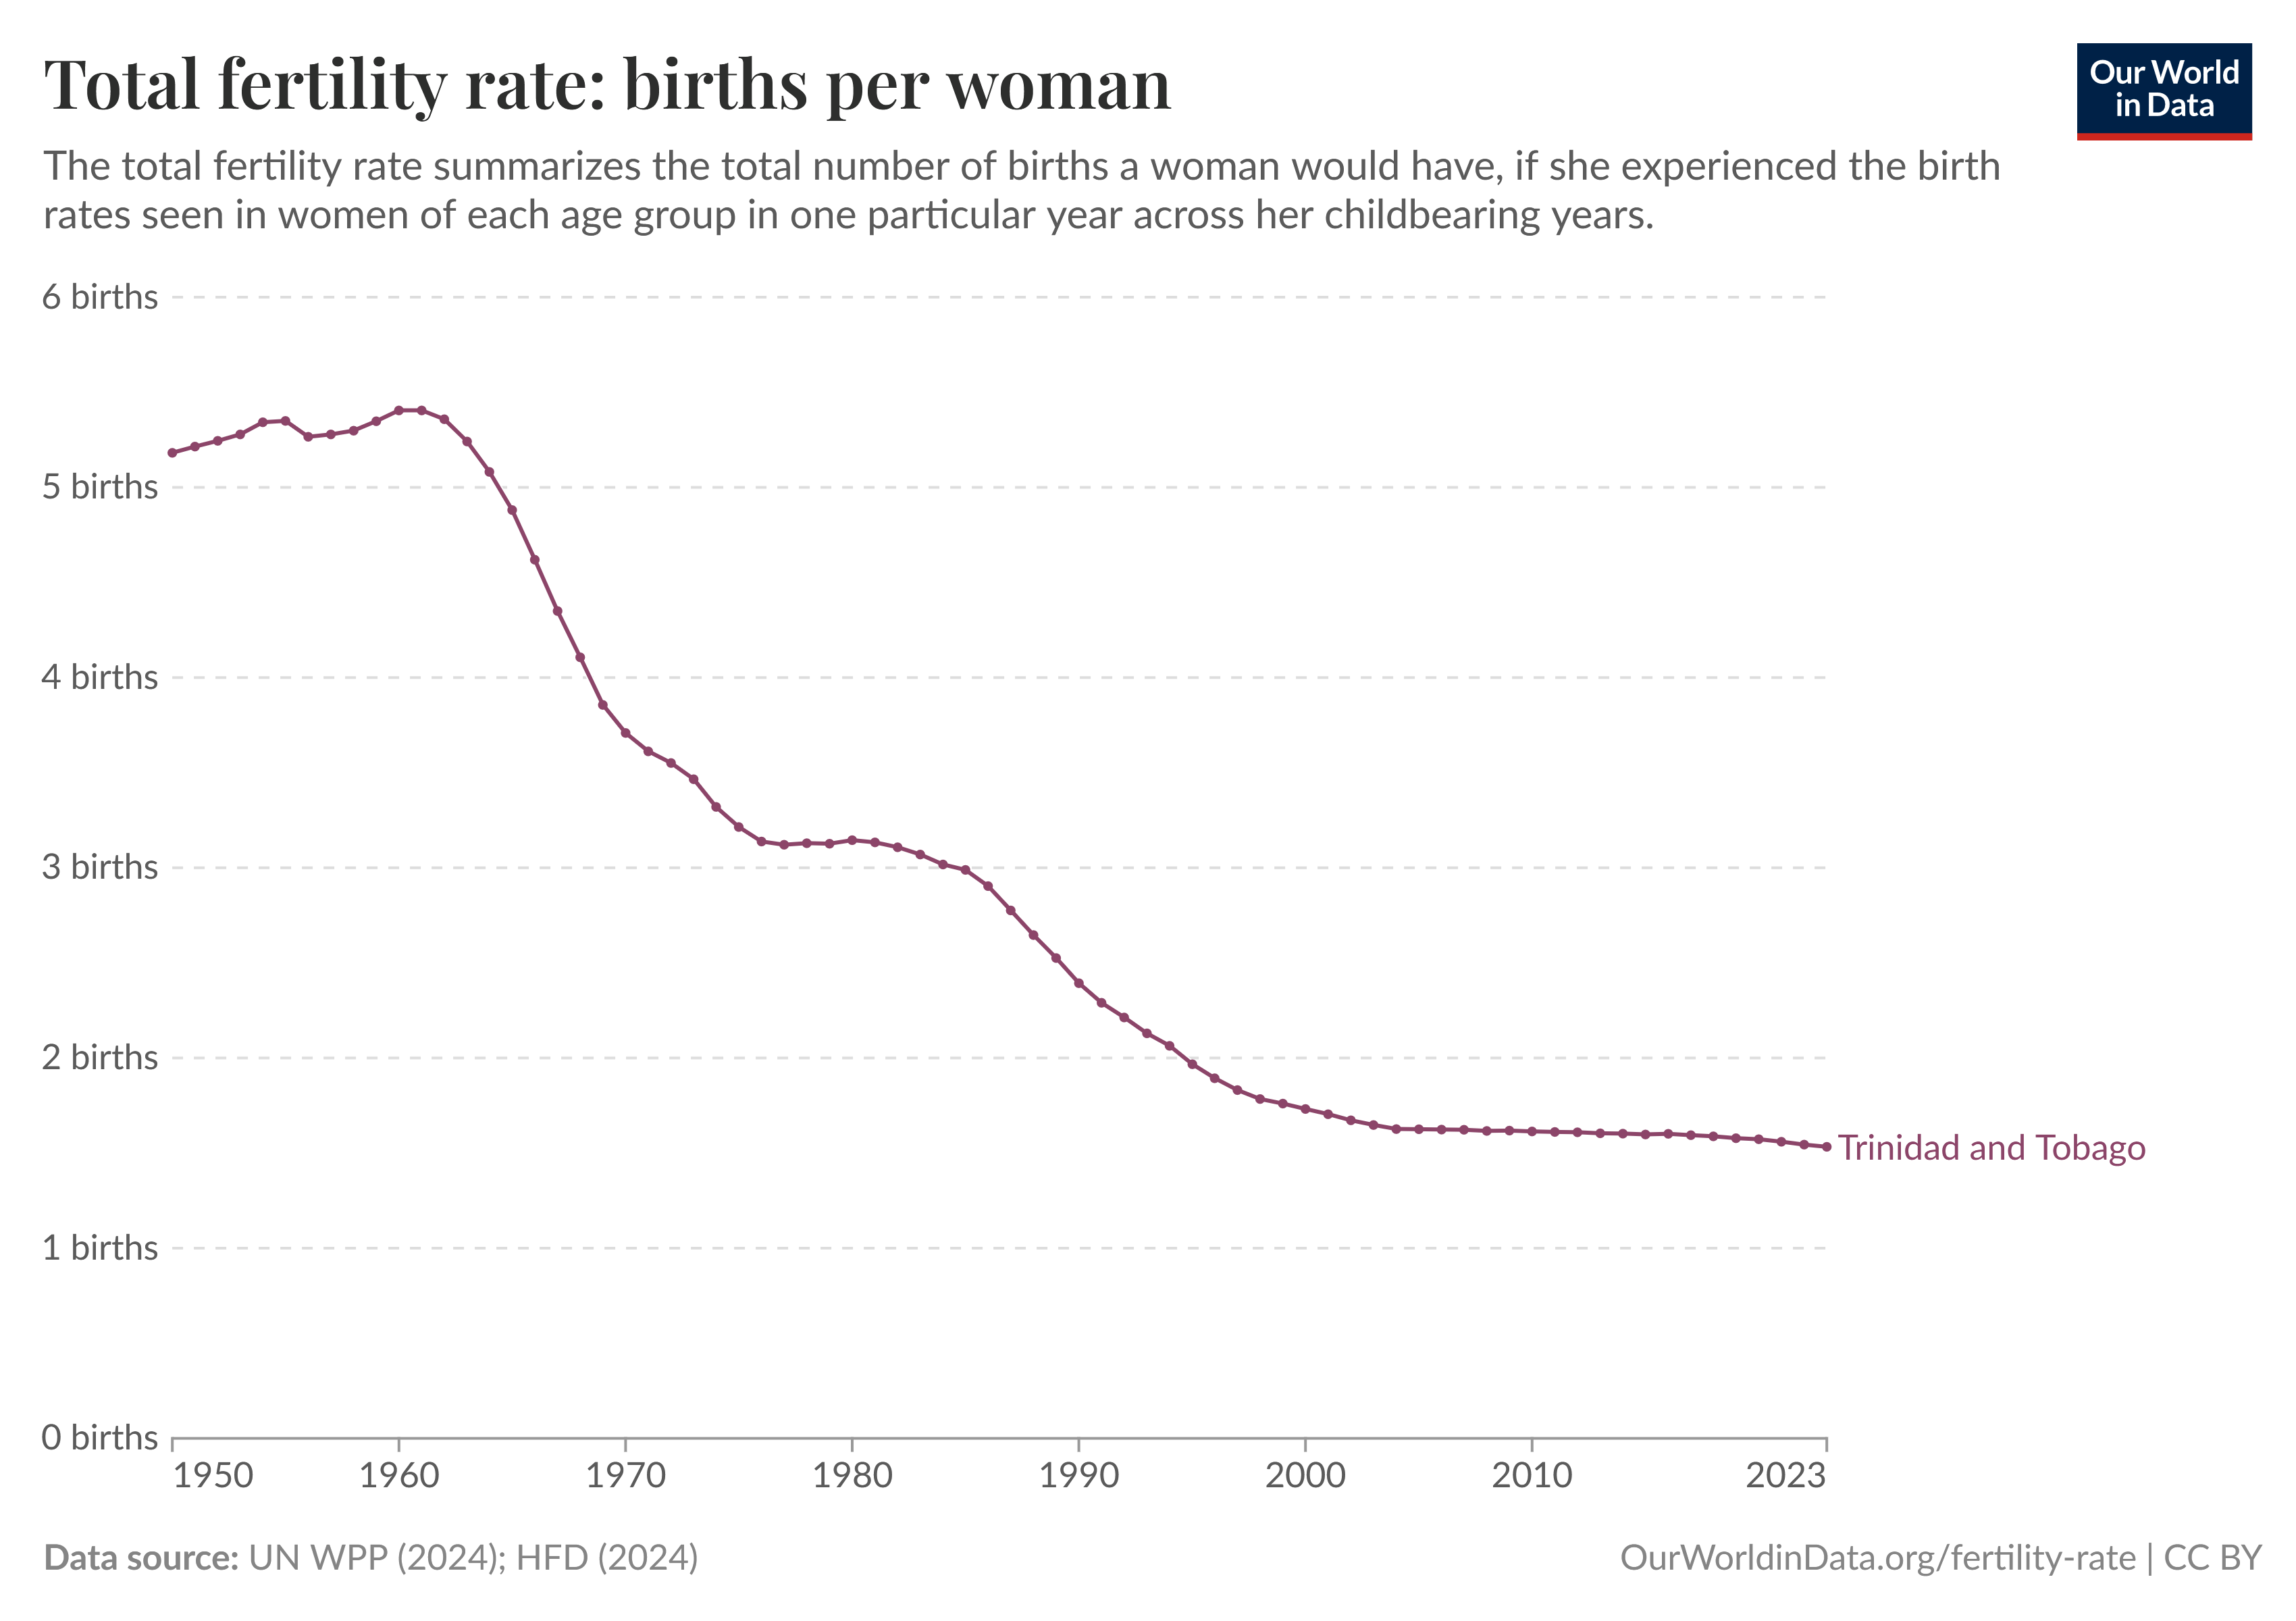 Total fertility rate: births per woman
Our World
in Data
The total fertility rate summarizes the total number of births a woman would have, if she experienced the birth
rates seen in women of each age group in one particular year across her childbearing years.
6 births
5 births
4 births
3 births
2 births
Trinidad and Tobago
1 births
0 births
1950 1960 1970 1980 1990 2000 2010 2023
Data source: UN WPP (2024); HFD (2024)
OurWorldinData.org/fertility-rate | CC BY